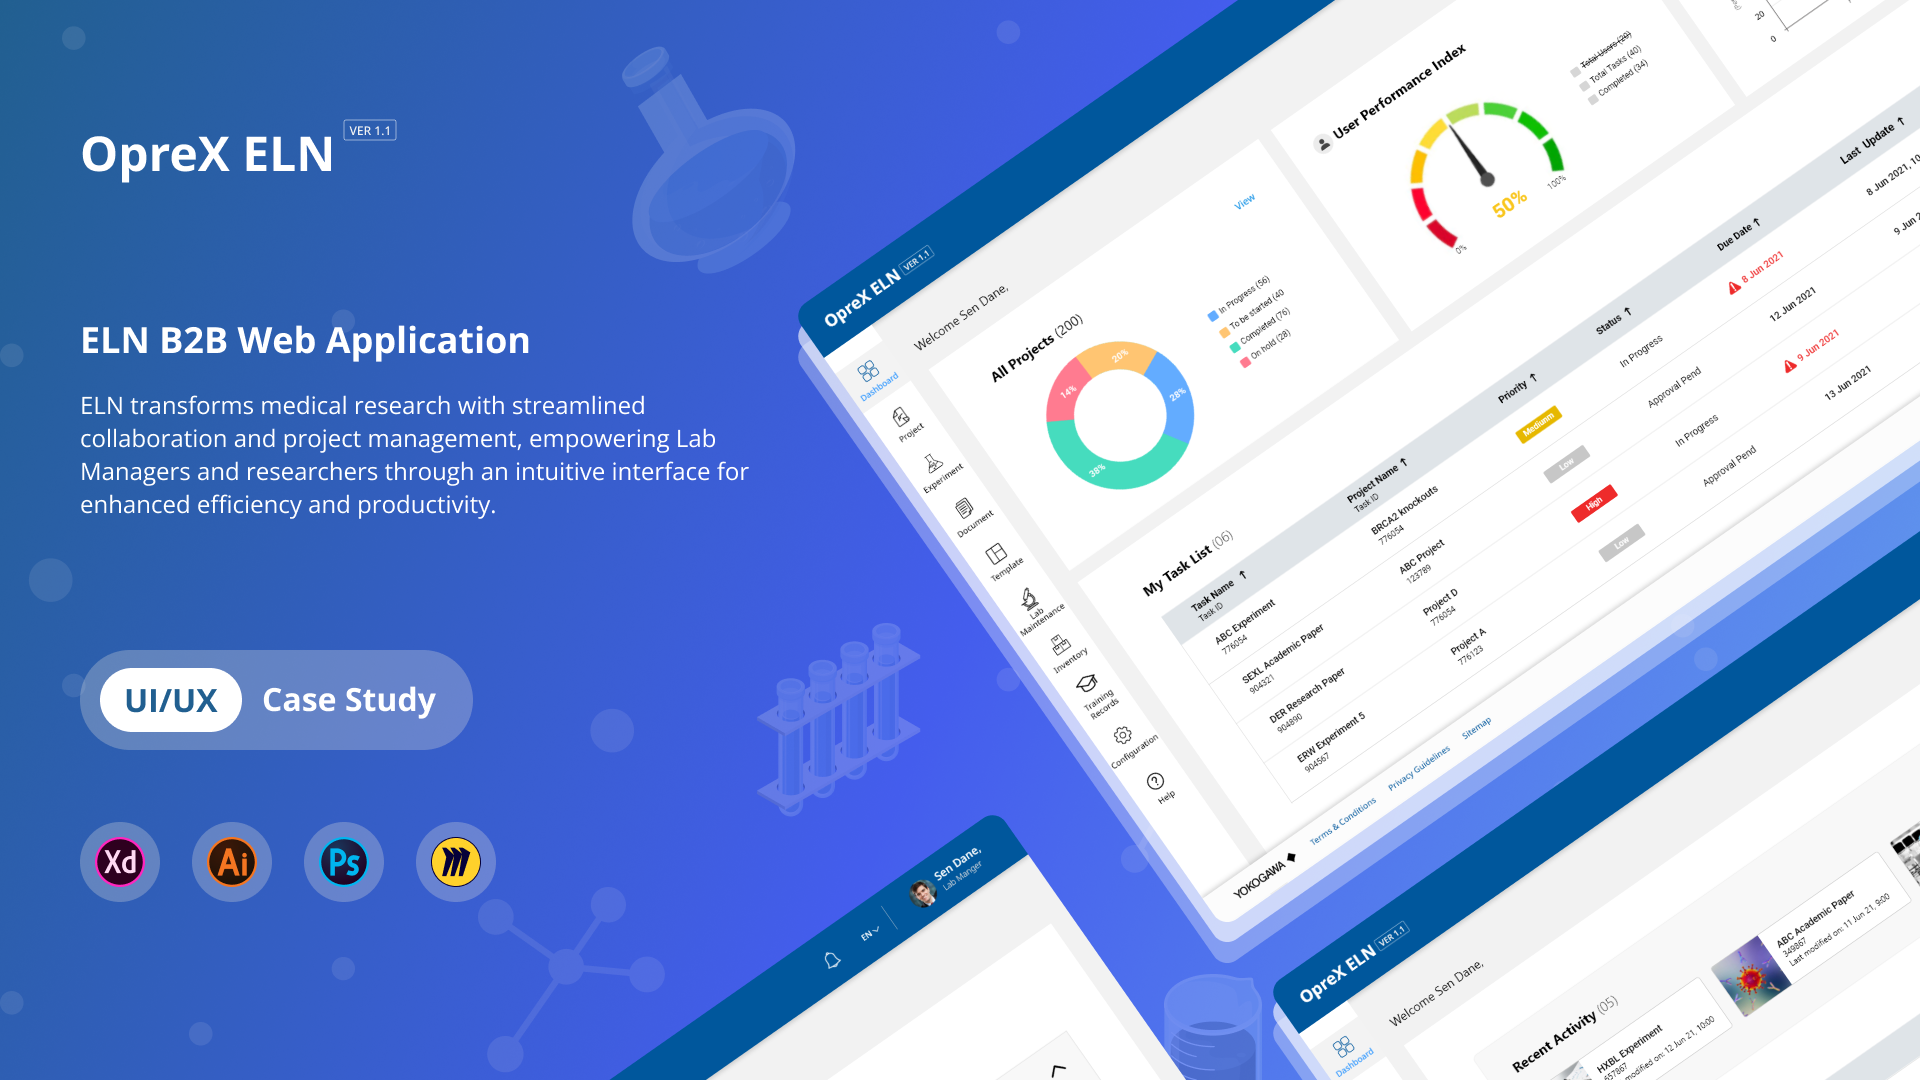 OpreX ELN
VER 1.1
ELN B2B Web Application
ELN transforms medical research with streamlined
collaboration and project management, empowering Lab
Managers and researchers through an intuitive interface for
enhanced efficiency and productivity.
UI/UX
Case Study
Xd
Ai
Ps
OpreX ELN
VER 1.1
Welcome Sen Dane,
Dashboard
Project
Experiment
Document
Template
Lab
Maintenance
Inventory
Training
Records
Configuration
Help
All Projects (200)
View
In Progress (56)
To be started (40
Completed (76)
On hold (28)
20%
28%
38%
14%
User Performance Index
Total Users (20)
Total Tasks (40)
Completed (34)
0%
50%
100%
20
0
My Task List (06)
Task Name ↑
Task ID
Project Name ↑
Task ID
Priority ↑
Status ↑
Due Date ↑
Last Update ↑
ABC Experiment
776054
BRCA2 knockouts
776054
Mediumm
In Progress
8 Jun 2021
8 Jun 2021, 10
SEXL Academic Paper
904321
ABC Project
123789
Low
Approval Pend
12 Jun 2021
9 Jun 2
DER Research Paper
904890
Project D
776054
High
In Progress
9 Jun 2021
ERW Experiment 5
904567
Project A
776123
Low
Approval Pend
13 Jun 2021
YOKOGAWA
Terms & Conditions
Privacy Guidelines
Sitemap
EN
Sen Dane,
Lab Manger
OpreX ELN
VER 1.1
Welcome Sen Dane,
Dashboard
Recent Activity (05)
HXBL Experiment
657867
modified on: 12 Jun 21, 10:00
ABC Academic Paper
349867
Last modified on: 11 Jun 21, 9:00